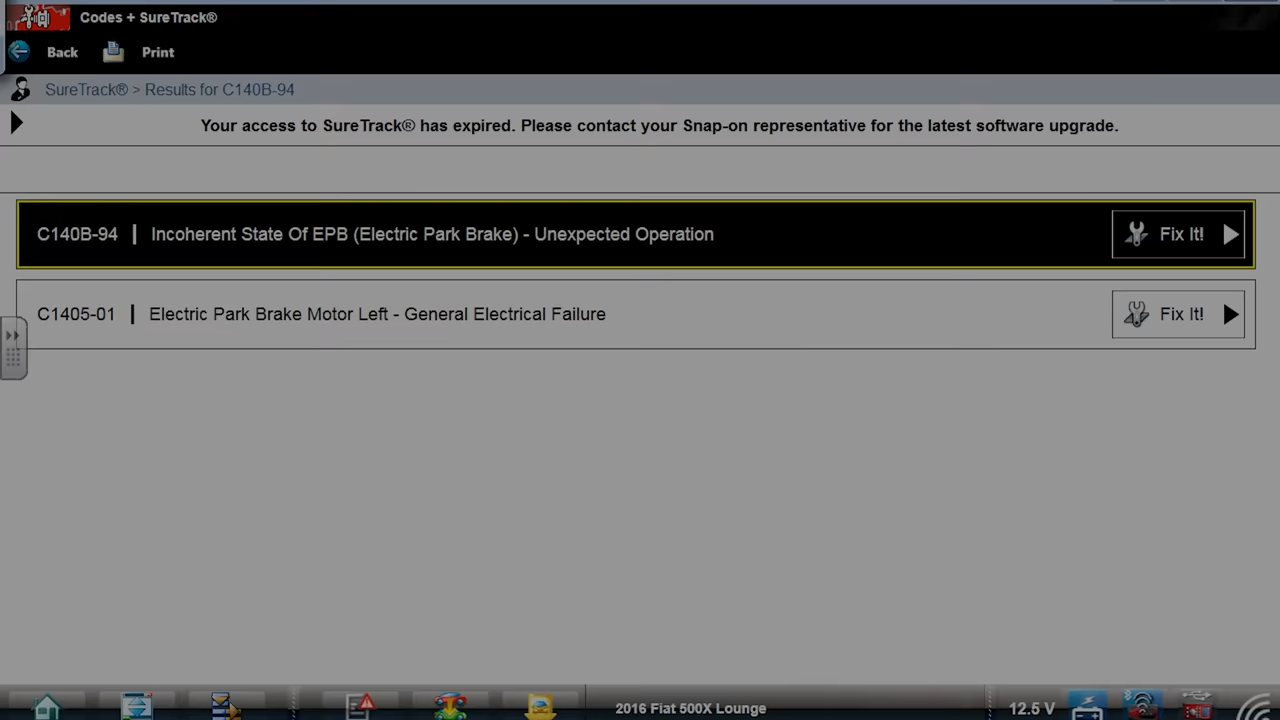 Codes + SureTrack®
Back Print
SureTrack® > Results for C140B-94
Your access to SureTrack® has expired. Please contact your Snap-on representative for the latest software upgrade.
C140B-94 | Incoherent State Of EPB (Electric Park Brake) - Unexpected Operation Fix It!
C1405-01 | Electric Park Brake Motor Left - General Electrical Failure Fix It!
2016 Fiat 500X Lounge 12.5 V